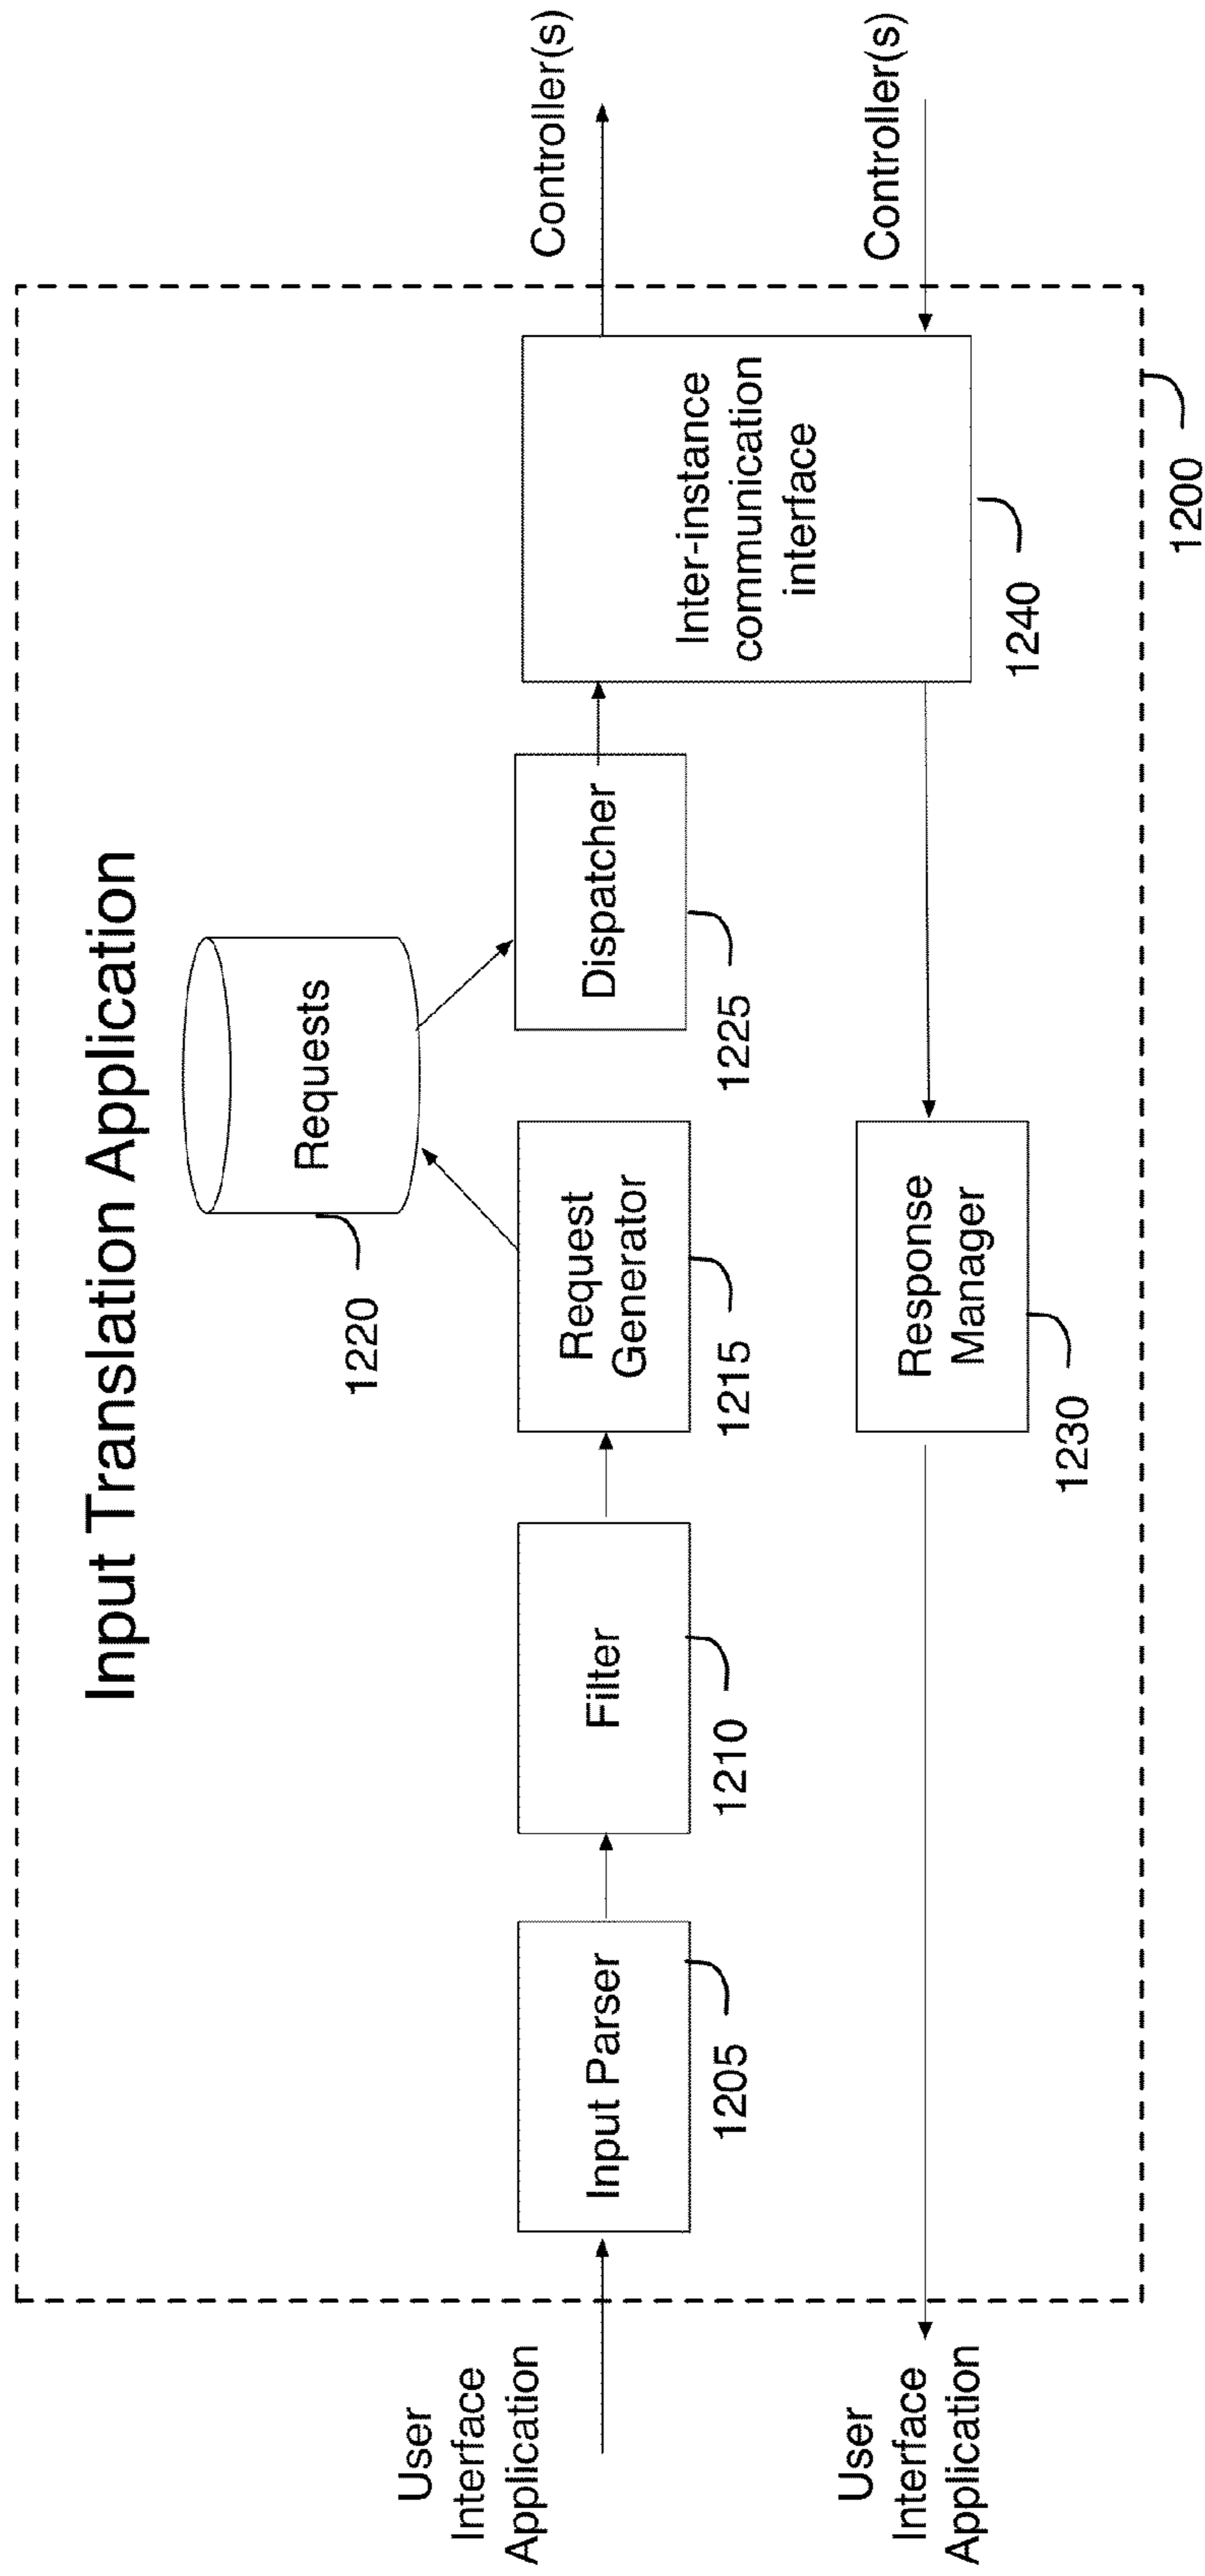 Input Translation Application
Requests
1220
User
Interface
Application
Input Parser
1205
Filter
1210
Request
Generator
1215
Dispatcher
1225
Inter-instance
communication
interface
1240
Controller(s)
User
Interface
Application
Response
Manager
1230
Controller(s)
1200